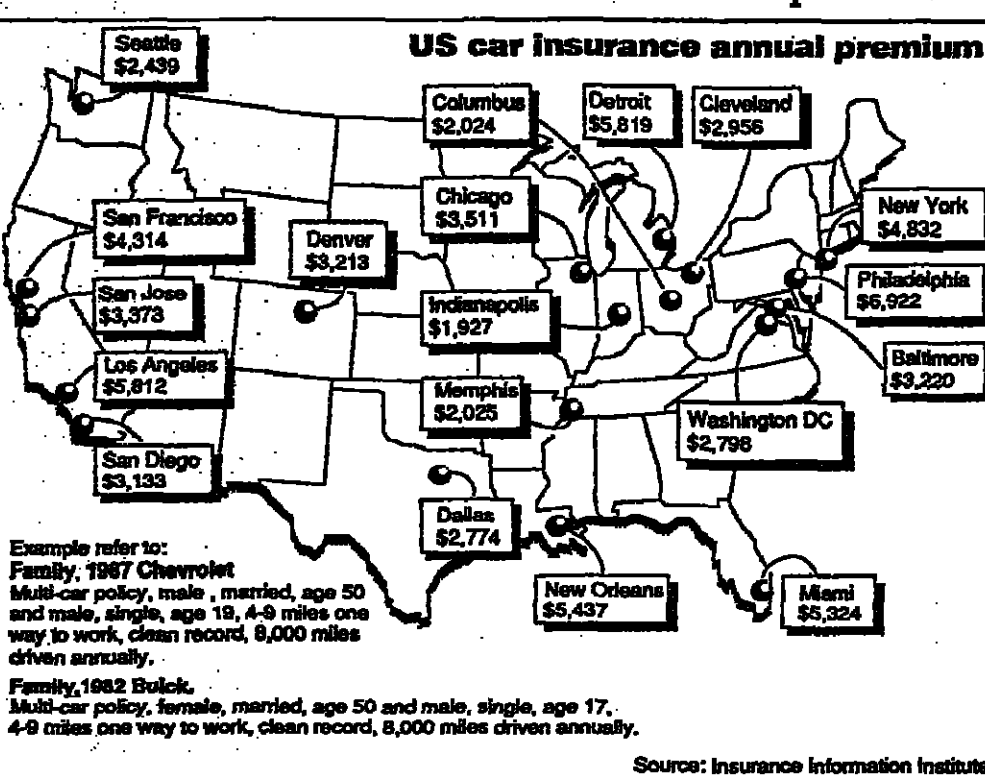 US car insurance annual premium
Seattle
$2,439
Columbus
$2,024
Detroit
$5,819
Cleveland
$2,956
San Francisco
$4,314
Denver
$3,213
Chicago
$3,511
New York
$4,832
San Jose
$3,373
Indianapolis
$1,927
Philadelphia
$6,922
Los Angeles
$5,812
Memphis
$2,025
Baltimore
$3,220
Washington DC
$2,798
San Diego
$3,133
Dallas
$2,774
New Orleans
$5,437
Miami
$5,324
Example refer to:
Family, 1987 Chevrolet
Multi-car policy, male , married, age 50
and male, single, age 19, 4-9 miles one
way to work, clean record, 8,000 miles
driven annually.
Family,1982 Buick.
Multi-car policy, female, married, age 50 and male, single, age 17,
4-9 miles one way to work, clean record, 8,000 miles driven annually.
Source: Insurance Information Institute